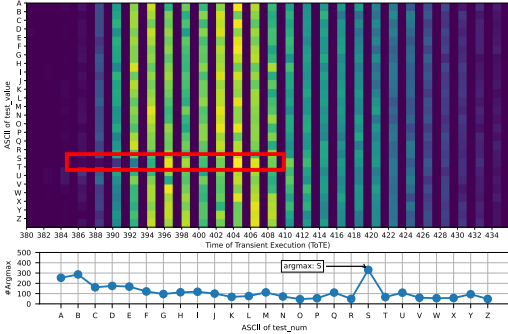 A
B
C
D
E
F
G
H
I
J
K
L
M
N
O
P
Q
R
S
T
U
V
W
X
Y
Z
ASCII of test_value
380 382 384 386 388 390 392 394 396 398 400 402 404 406 408 410 412 414 416 418 420 422 424 426 428 430 432 434
Time of Transient Execution (ToTE)
500
400
300
200
100
0
#Argmax
argmax: S
A B C D E F G H I J K L M N O P Q R S T U V W X Y Z
ASCII of test_num